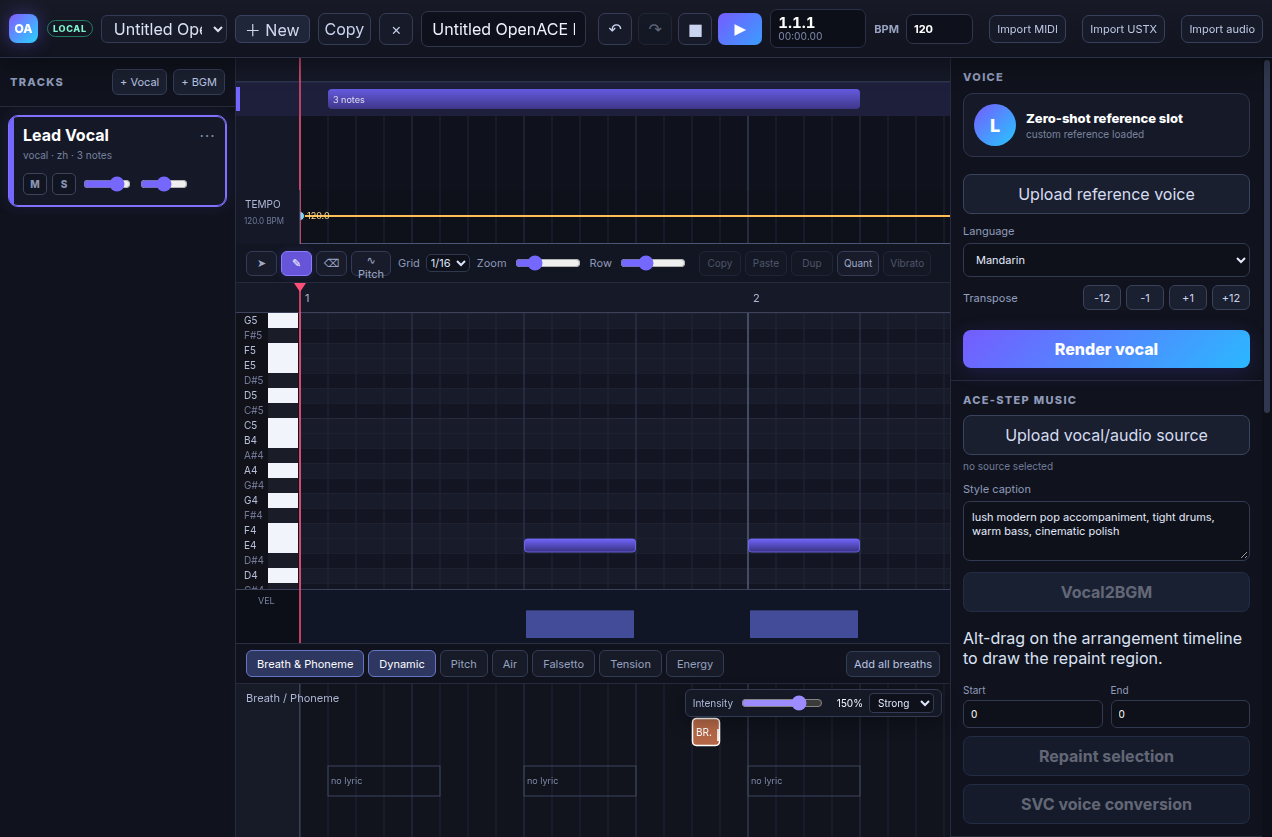 OA
LOCAL
Untitled Ope
+ New
Copy
×
Untitled OpenACE
1.1.1
00:00.00
BPM
120
Import MIDI
Import USTX
Import audio
TRACKS
+ Vocal
+ BGM
Lead Vocal
vocal · zh · 3 notes
M
S
3 notes
TEMPO
120.0 BPM
120.0
Pitch
Grid
1/16
Zoom
Row
Copy
Paste
Dup
Quant
Vibrato
1
2
G5
F#5
F5
E5
D#5
D5
C#5
C5
B4
A#4
A4
G#4
G4
F#4
F4
E4
D#4
D4
VEL
Breath & Phoneme
Dynamic
Pitch
Air
Falsetto
Tension
Energy
Add all breaths
Breath / Phoneme
Intensity
150%
Strong
BR.
no lyric
no lyric
no lyric
VOICE
L
Zero-shot reference slot
custom reference loaded
Upload reference voice
Language
Mandarin
Transpose
-12
-1
+1
+12
Render vocal
ACE-STEP MUSIC
Upload vocal/audio source
no source selected
Style caption
lush modern pop accompaniment, tight drums,
warm bass, cinematic polish
Vocal2BGM
Alt-drag on the arrangement timeline
to draw the repaint region.
Start
End
0
0
Repaint selection
SVC voice conversion